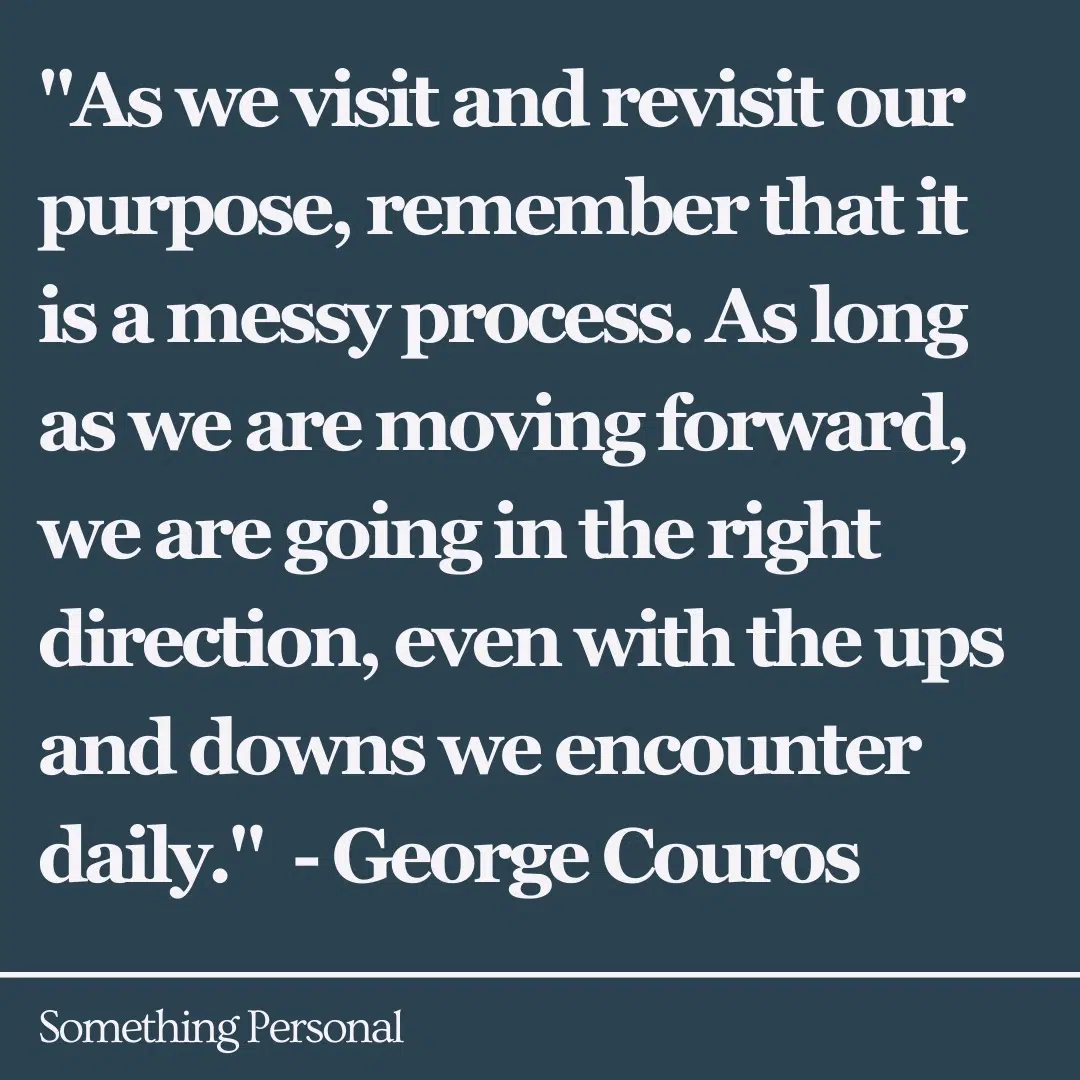 "As we visit and revisit our
purpose, remember that it
is a messy process. As long
as we are moving forward,
we are going in the right
direction, even with the ups
and downs we encounter
daily." - George Couros
Something Personal